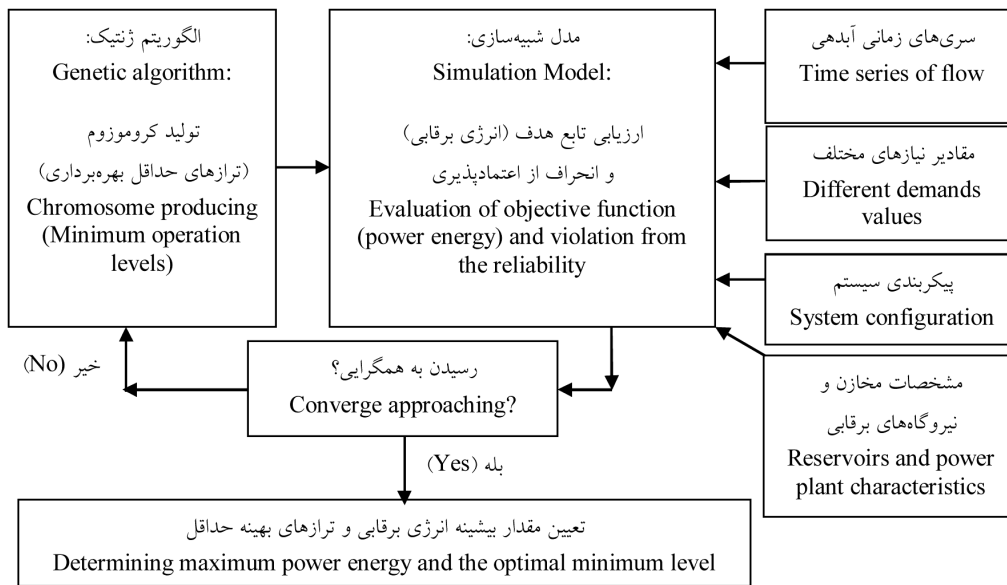 الگوریتم ژنتیک:
Genetic algorithm:
تولید کروموزوم
(ترازهای حداقل بهره‌برداری)
Chromosome producing
(Minimum operation
levels)
مدل شبیه‌سازی:
Simulation Model:
ارزیابی تابع هدف (انرژی برقابی)
و انحراف از اعتمادپذیری
Evaluation of objective function
(power energy) and violation from
the reliability
سری‌های زمانی آبدهی
Time series of flow
مقادیر نیازهای مختلف
Different demands
values
پیکربندی سیستم
System configuration
مشخصات مخازن و
نیروگاه‌های برقابی
Reservoirs and power
plant characteristics
رسیدن به همگرایی؟
Converge approaching?
خیر (No)
بله (Yes)
تعیین مقدار بیشینه انرژی برقابی و ترازهای بهینه حداقل
Determining maximum power energy and the optimal minimum level